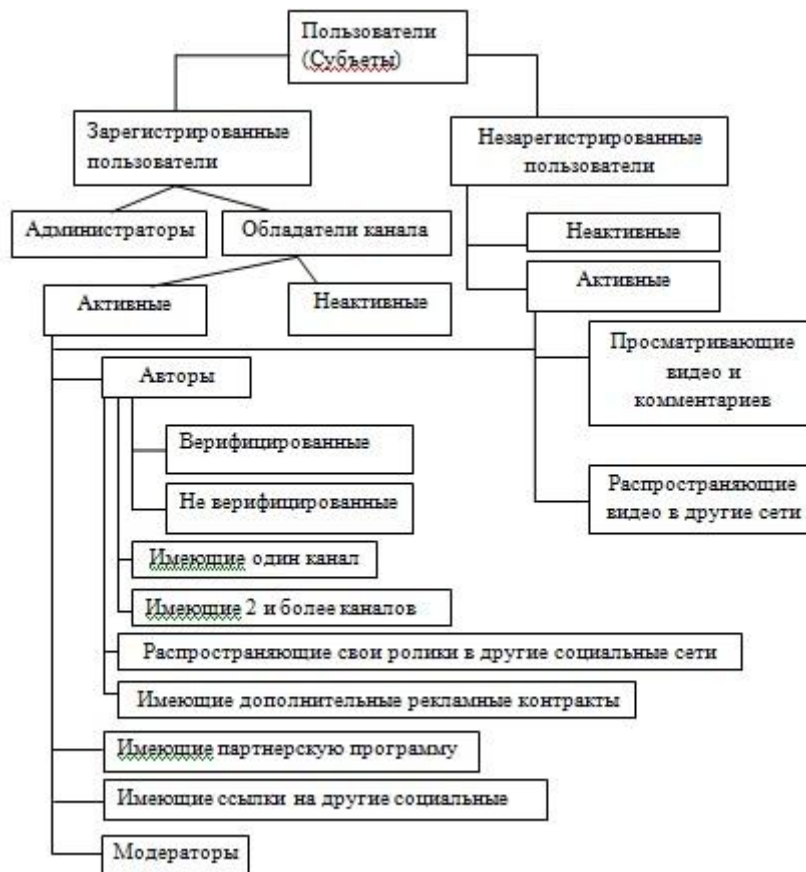 Пользователи
(Субъеты)
Зарегистрированные
пользователи
Незарегистрированные
пользователи
Администраторы
Обладатели канала
Неактивные
Активные
Активные
Неактивные
Просматривающие
видео и
комментариев
Авторы
Верифицированные
Не верифицированные
Распространяющие
видео в другие сети
Имеющие один канал
Имеющие 2 и более каналов
Распространяющие свои ролики в другие социальные сети
Имеющие дополнительные рекламные контракты
Имеющие партнерскую программу
Имеющие ссылки на другие социальные
Модераторы